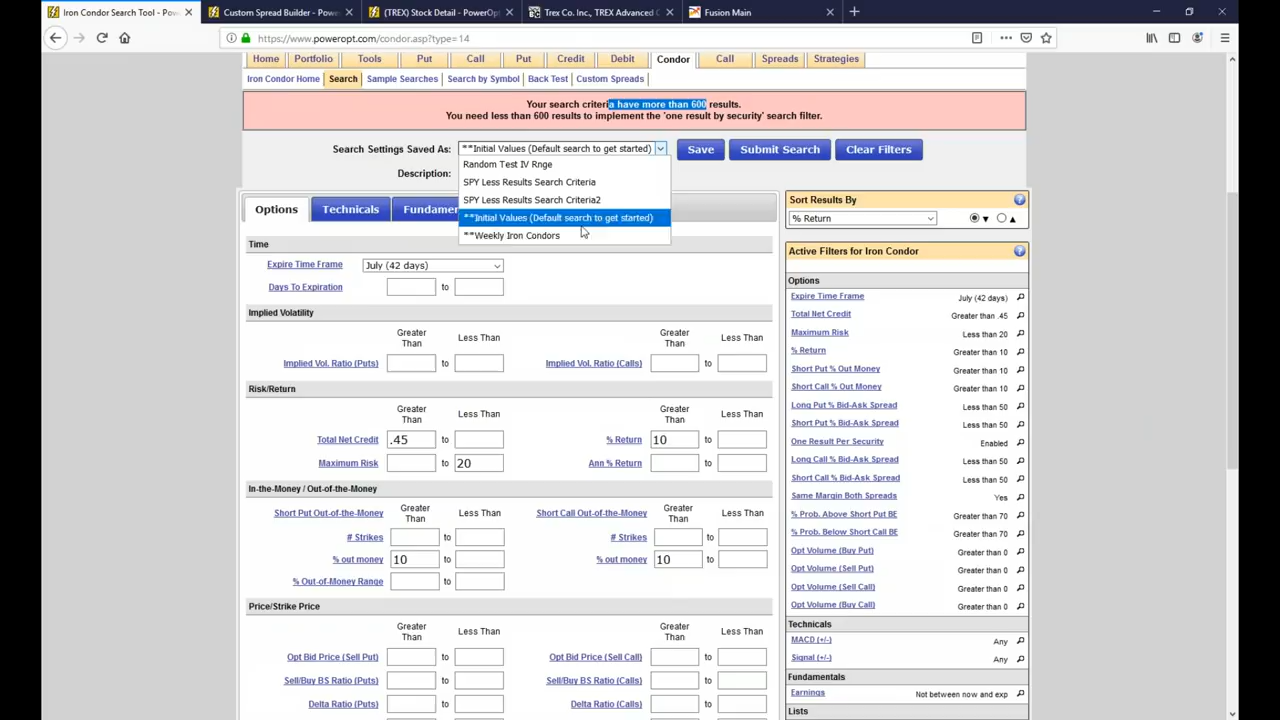 Iron Condor Search Tool - Power
Custom Spread Builder - Powe
(TREX) Stock Detail - PowerOpt
Trex Co. Inc., TREX Advanced C
Fusion Main
https://www.poweropt.com/condor.asp?type=14
Home Portfolio Tools Put Call Credit Put Debit Condor Call Spreads Strategies
Iron Condor Home Search Sample Searches Search by Symbol Back Test Custom Spreads
Your search criteria have more than 600 results.
You need less than 600 results to implement the 'one result by security' search filter.
Search Settings Saved As: **Initial Values (Default search to get started) Save Submit Search Clear Filters
Random Test IV Rnge
Description:
SPY Less Results Search Criteria
SPY Less Results Search Criteria2
**Initial Values (Default search to get started)
**Weekly Iron Condors
Options Technicals Fundamen
Time
Expire Time Frame July (42 days)
Days To Expiration to
Implied Volatility
Greater Than Less Than Greater Than Less Than
Implied Vol. Ratio (Puts) to Implied Vol. Ratio (Calls) to
Risk/Return
Greater Than Less Than Greater Than Less Than
Total Net Credit .45 to % Return 10 to
Maximum Risk to 20 Ann % Return to
In-the-Money / Out-of-the-Money
Short Put Out-of-the-Money Greater Than Less Than Short Call Out-of-the-Money Greater Than Less Than
# Strikes to # Strikes to
% out money 10 to % out money 10 to
% Out-of-Money Range to
Price/Strike Price
Greater Than Less Than Greater Than Less Than
Opt Bid Price (Sell Put) to Opt Bid Price (Sell Call) to
Sell/Buy BS Ratio (Puts) to Sell/Buy BS Ratio (Calls) to
Delta Ratio (Puts) to Delta Ratio (Calls) to
Sort Results By
% Return
Active Filters for Iron Condor
Options
Expire Time Frame July (42 days)
Total Net Credit Greater than .45
Maximum Risk Less than 20
% Return Greater than 10
Short Put % Out Money Greater than 10
Short Call % Out Money Greater than 10
Long Put % Bid-Ask Spread Less than 50
Short Put % Bid-Ask Spread Less than 50
One Result Per Security Enabled
Long Call % Bid-Ask Spread Less than 50
Short Call % Bid-Ask Spread Less than 50
Same Margin Both Spreads Yes
% Prob. Above Short Put BE Greater than 70
% Prob. Below Short Call BE Greater than 70
Opt Volume (Buy Put) Greater than 0
Opt Volume (Sell Put) Greater than 0
Opt Volume (Sell Call) Greater than 0
Opt Volume (Buy Call) Greater than 0
Technicals
MACD (+/-) Any
Signal (+/-) Any
Fundamentals
Earnings Not between now and exp
Lists